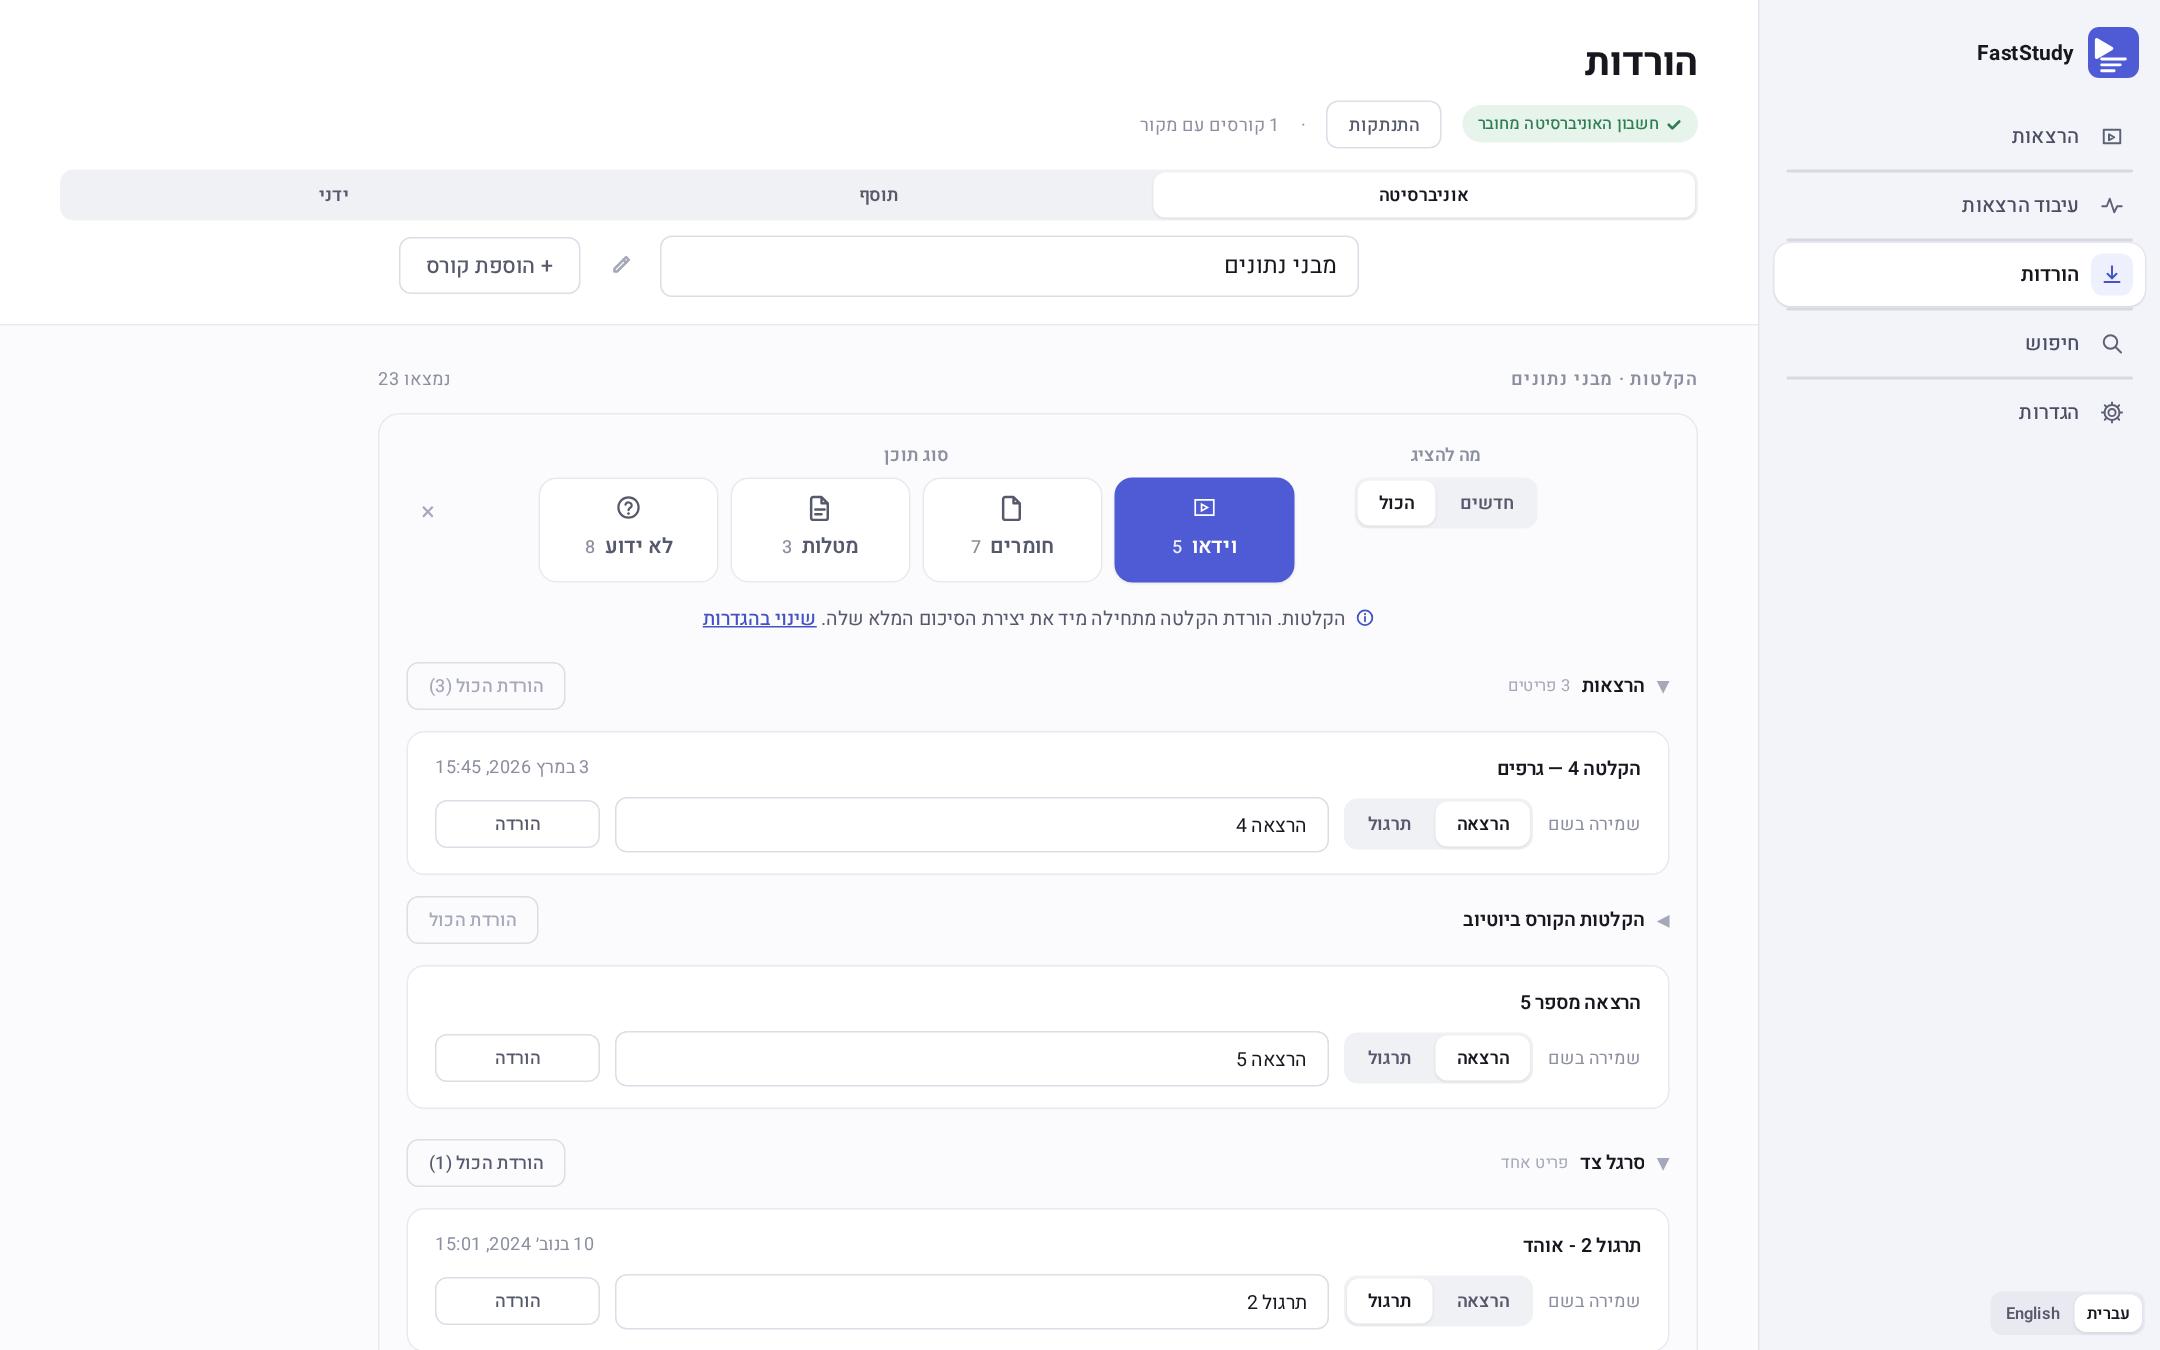 FastStudy
הרצאות
עיבוד הרצאות
הורדות
חיפוש
הגדרות
עברית English
הורדות
חשבון האוניברסיטה מחובר התנתקות · 1 קורסים עם מקור
אוניברסיטה תוסף ידני
מבני נתונים + הוספת קורס
הקלטות · מבני נתונים נמצאו 23
מה להציג סוג תוכן
הכול חדשים
וידאו 5 חומרים 7 מטלות 3 לא ידוע 8 ×
הקלטות. הורדת הקלטה מתחילה מיד את יצירת הסיכום המלא שלה. שינוי בהגדרות
הרצאות 3 פריטים הורדת הכול (3)
הקלטה 4 – גרפים 3 במרץ 2026, 15:45
שמירה בשם הרצאה תרגול הרצאה 4 הורדה
הקלטות הקורס ביוטיוב הורדת הכול
הרצאה מספר 5
שמירה בשם הרצאה תרגול הרצאה 5 הורדה
סרגל צד פריט אחד הורדת הכול (1)
תרגול 2 - אוהד 10 בנוב׳ 2024, 15:01
שמירה בשם הרצאה תרגול תרגול 2 הורדה